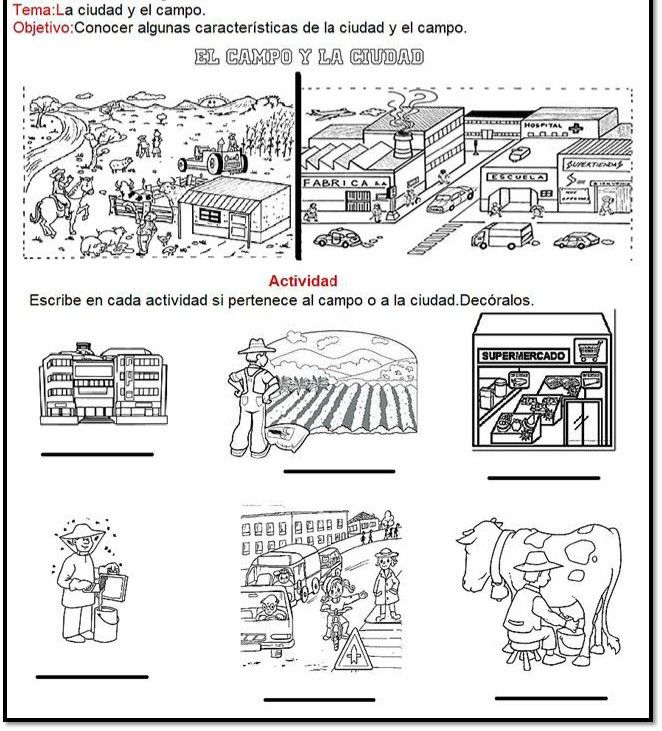 Tema:La ciudad y el campo.
Objetivo:Conocer algunas características de la ciudad y el campo.
EL CAMPO Y LA CIUDAD
HOSPITAL
SUPERTIENDAS
ESCUELA
FABRICA S.A.
Actividad
Escribe en cada actividad si pertenece al campo o a la ciudad.Decóralos.
SUPERMERCADO